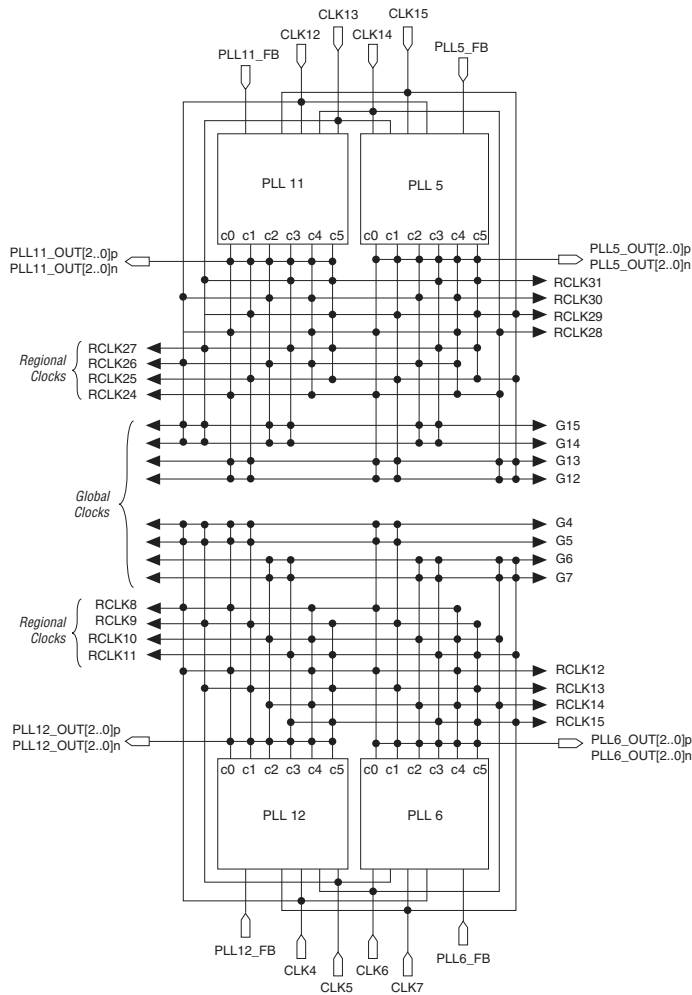 CLK13 CLK15
CLK12 CLK14
PLL11_FB PLL5_FB
PLL 11 PLL 5
c0 c1 c2 c3 c4 c5 c0 c1 c2 c3 c4 c5
PLL11_OUT[2..0]p
PLL11_OUT[2..0]n
PLL5_OUT[2..0]p
PLL5_OUT[2..0]n
RCLK31
RCLK30
RCLK29
RCLK28
Regional
Clocks
RCLK27
RCLK26
RCLK25
RCLK24
G15
G14
G13
G12
Global
Clocks
G4
G5
G6
G7
Regional
Clocks
RCLK8
RCLK9
RCLK10
RCLK11
RCLK12
RCLK13
RCLK14
RCLK15
PLL12_OUT[2..0]p
PLL12_OUT[2..0]n
PLL6_OUT[2..0]p
PLL6_OUT[2..0]n
c0 c1 c2 c3 c4 c5 c0 c1 c2 c3 c4 c5
PLL 12 PLL 6
PLL12_FB PLL6_FB
CLK4 CLK6
CLK5 CLK7